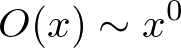 O(x) ∼ x^0